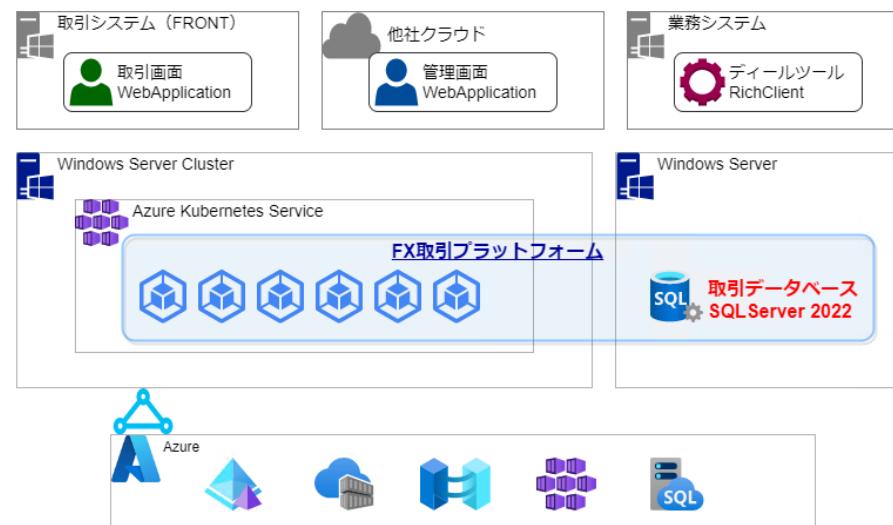 取引システム（FRONT）
取引画面
WebApplication
他社クラウド
管理画面
WebApplication
業務システム
ディールツール
RichClient
Windows Server Cluster
Windows Server
Azure Kubernetes Service
FX取引プラットフォーム
SQL
取引データベース
SQLServer 2022
Azure
SQL